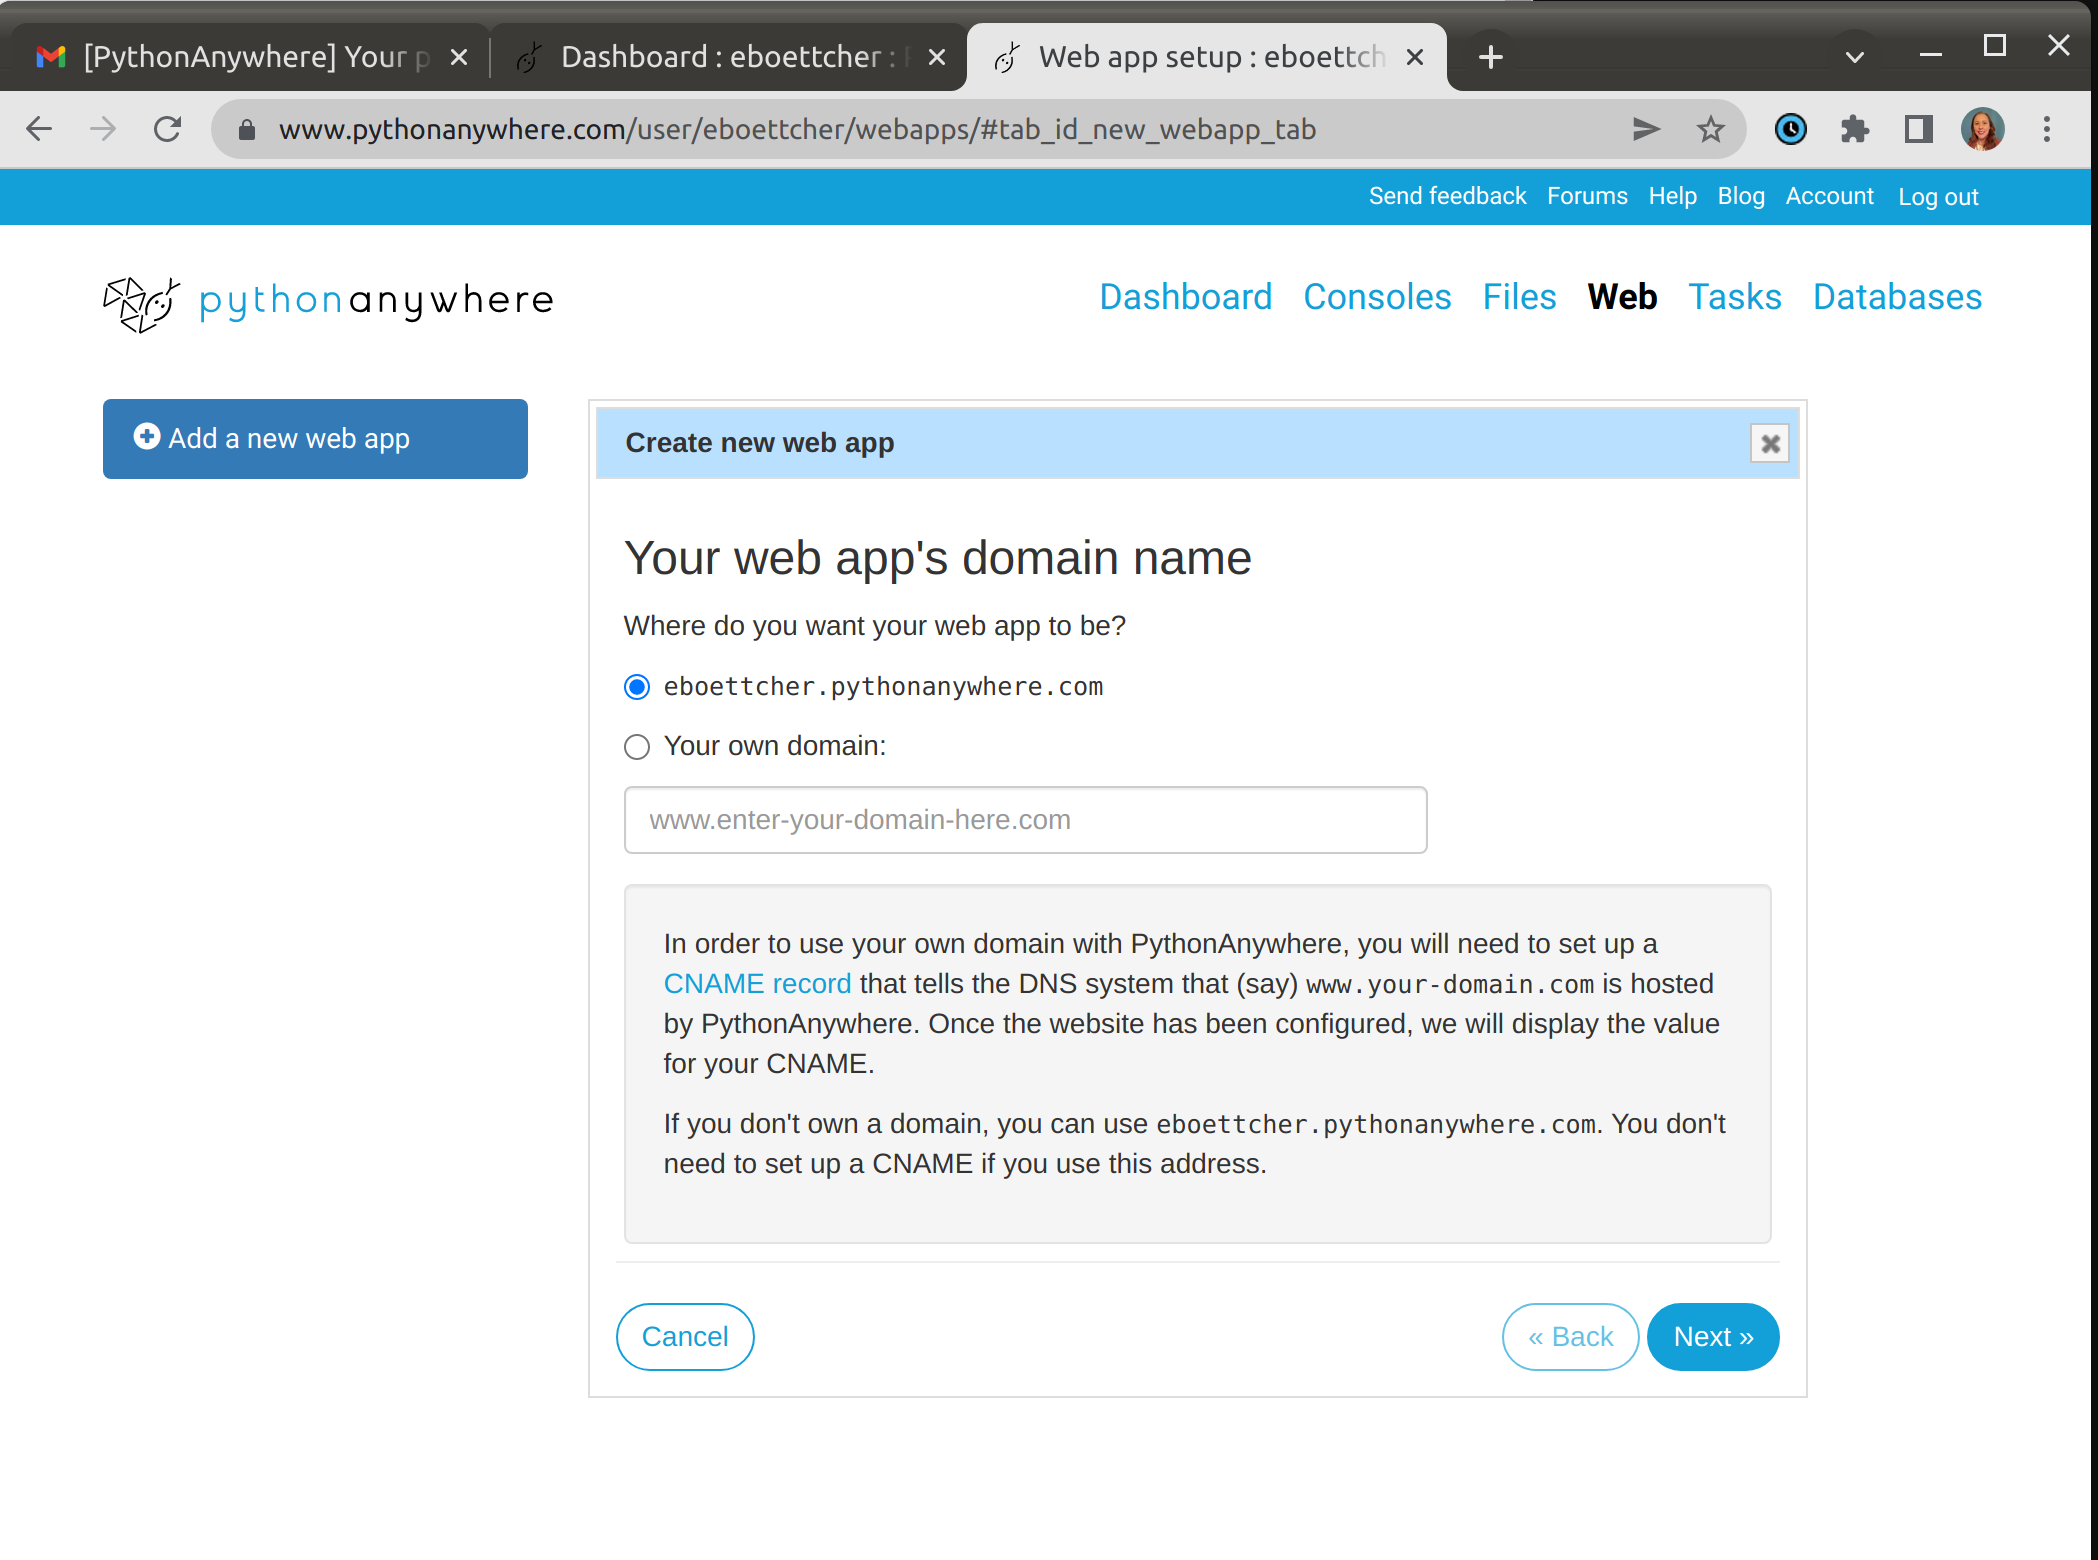 [PythonAnywhere] Your p
Dashboard : eboettcher :
Web app setup : eboettch
www.pythonanywhere.com/user/eboettcher/webapps/#tab_id_new_webapp_tab
Send feedback Forums Help Blog Account Log out
pythonanywhere
Dashboard Consoles Files Web Tasks Databases
Add a new web app
Create new web app
Your web app's domain name
Where do you want your web app to be?
eboettcher.pythonanywhere.com
Your own domain:
www.enter-your-domain-here.com
In order to use your own domain with PythonAnywhere, you will need to set up a
CNAME record that tells the DNS system that (say) www.your-domain.com is hosted
by PythonAnywhere. Once the website has been configured, we will display the value
for your CNAME.
If you don't own a domain, you can use eboettcher.pythonanywhere.com. You don't
need to set up a CNAME if you use this address.
Cancel
« Back
Next »